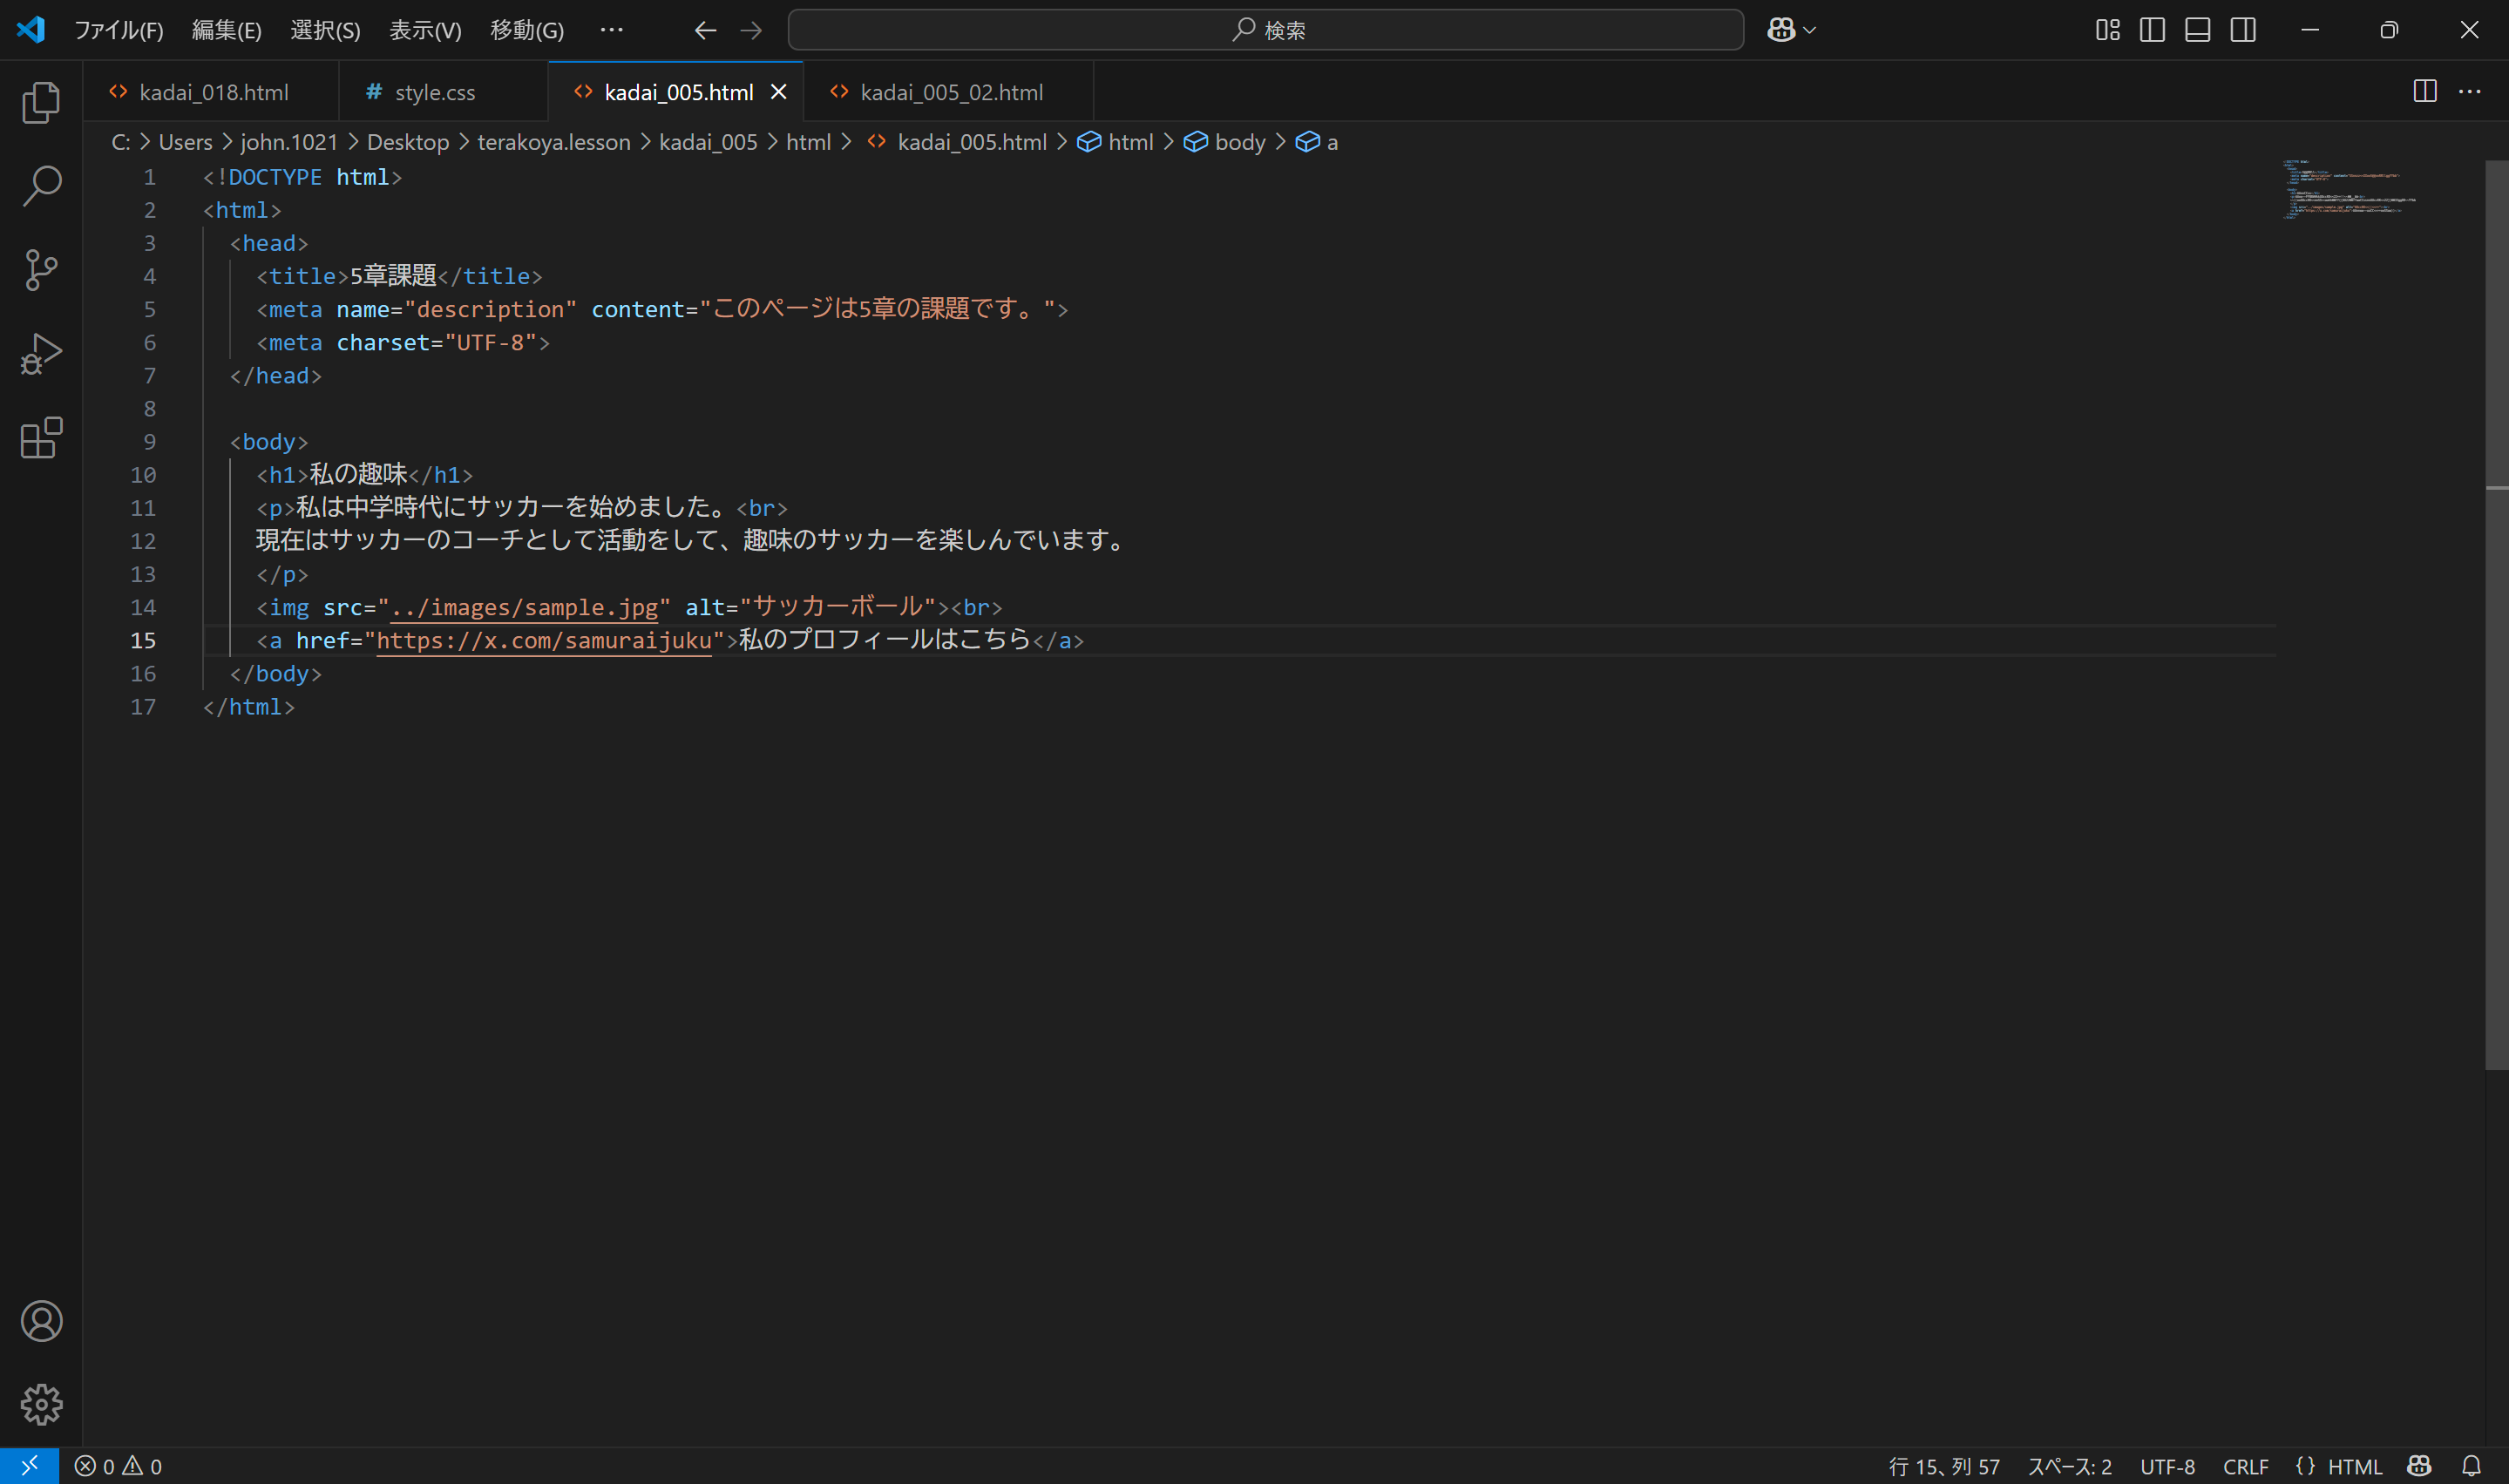 ファイル(F) 編集(E) 選択(S) 表示(V) 移動(G) ··· 検索
kadai_018.html # style.css kadai_005.html kadai_005_02.html
C: > Users > john.1021 > Desktop > terakoya.lesson > kadai_005 > html > kadai_005.html > html > body > a
1 <!DOCTYPE html>
2 <html>
3 <head>
4 <title>5章課題</title>
5 <meta name="description" content="このページは5章の課題です。">
6 <meta charset="UTF-8">
7 </head>
8
9 <body>
10 <h1>私の趣味</h1>
11 <p>私は中学時代にサッカーを始めました。<br>
12 現在はサッカーのコーチとして活動をして、趣味のサッカーを楽しんでいます。
13 </p>
14 <img src="../images/sample.jpg" alt="サッカーボール"><br>
15 <a href="https://x.com/samuraijuku">私のプロフィールはこちら</a>
16 </body>
17 </html>
0 0 行 15、列 57 スペース: 2 UTF-8 CRLF {} HTML